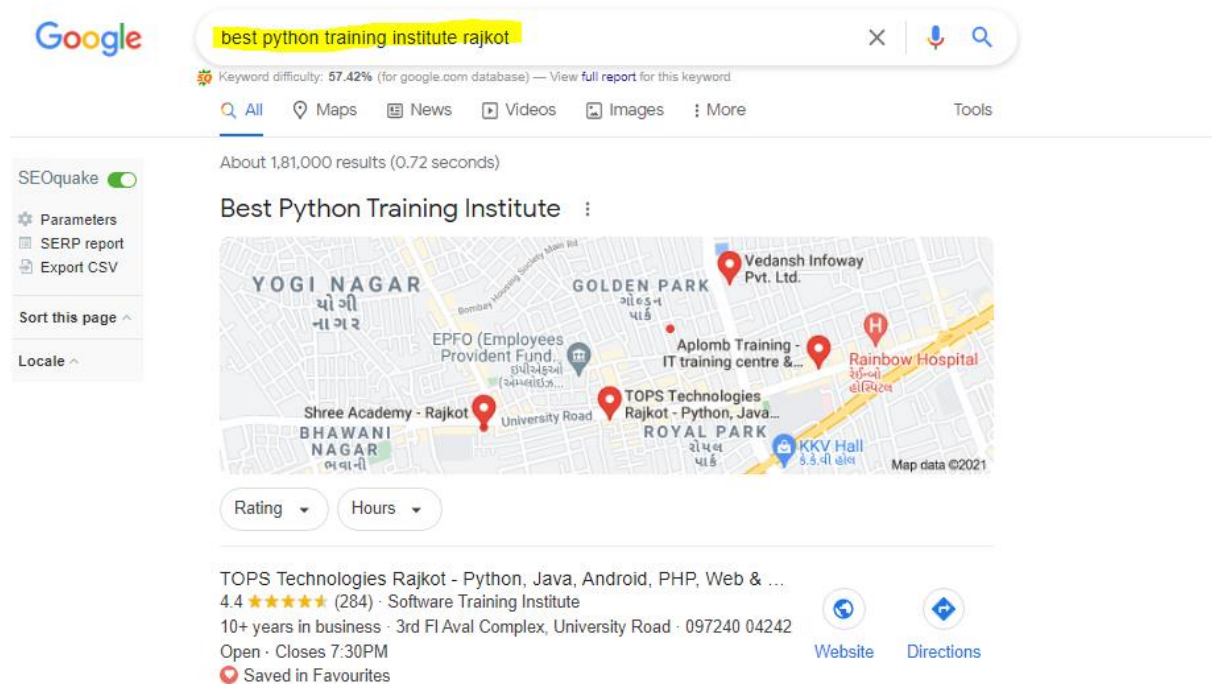 Google
best python training institute rajkot
Keyword difficulty: 57.42% (for google.com database) — View full report for this keyword
All Maps News Videos Images More Tools
About 1,81,000 results (0.72 seconds)
SEOquake
Parameters
SERP report
Export CSV
Sort this page
Locale
Best Python Training Institute
Bombay Housing Society Main Rd
Vedansh Infoway
Pvt. Ltd.
YOGI NAGAR
યોગી
નાગર
GOLDEN PARK
ગોલ્ડન
પાર્ક
EPFO (Employees
Provident Fund...
Aplomb Training -
IT training centre &...
H
Rainbow Hospital
હોસ્પિટલ
TOPS Technologies
Rajkot - Python, Java...
Shree Academy - Rajkot
University Road
BHAWANI
NAGAR
ભવાની
ROYAL PARK
રોયલ
પાર્ક
KKV Hall
કે.કે.વી હોલ
Map data ©2021
Rating
Hours
TOPS Technologies Rajkot - Python, Java, Android, PHP, Web & ...
4.4 (284) · Software Training Institute
10+ years in business · 3rd Fl Aval Complex, University Road · 097240 04242
Open · Closes 7:30PM
Saved in Favourites
Website
Directions